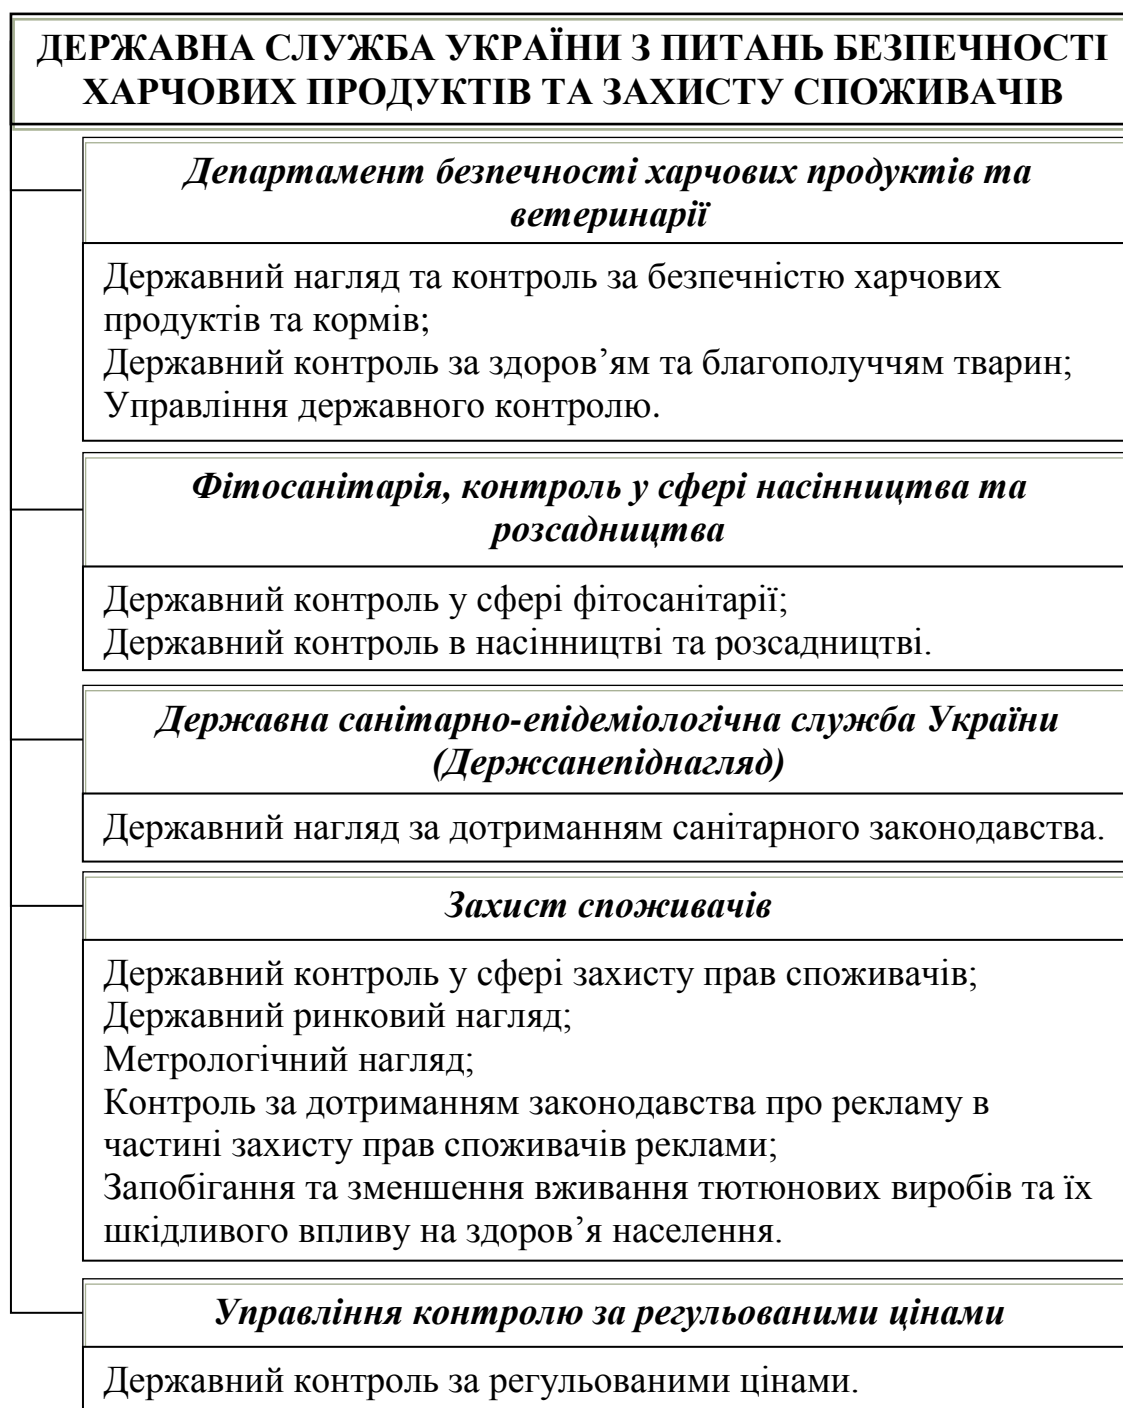 ДЕРЖАВНА СЛУЖБА УКРАЇНИ З ПИТАНЬ БЕЗПЕЧНОСТІ
ХАРЧОВИХ ПРОДУКТІВ ТА ЗАХИСТУ СПОЖИВАЧІВ
Департамент безпечності харчових продуктів та
ветеринарії
Державний нагляд та контроль за безпечністю харчових
продуктів та кормів;
Державний контроль за здоров’ям та благополуччям тварин;
Управління державного контролю.
Фітосанітарія, контроль у сфері насінництва та
розсадництва
Державний контроль у сфері фітосанітарії;
Державний контроль в насінництві та розсадництві.
Державна санітарно-епідеміологічна служба України
(Держсанепіднагляд)
Державний нагляд за дотриманням санітарного законодавства.
Захист споживачів
Державний контроль у сфері захисту прав споживачів;
Державний ринковий нагляд;
Метрологічний нагляд;
Контроль за дотриманням законодавства про рекламу в
частині захисту прав споживачів реклами;
Запобігання та зменшення вживання тютюнових виробів та їх
шкідливого впливу на здоров’я населення.
Управління контролю за регульованими цінами
Державний контроль за регульованими цінами.